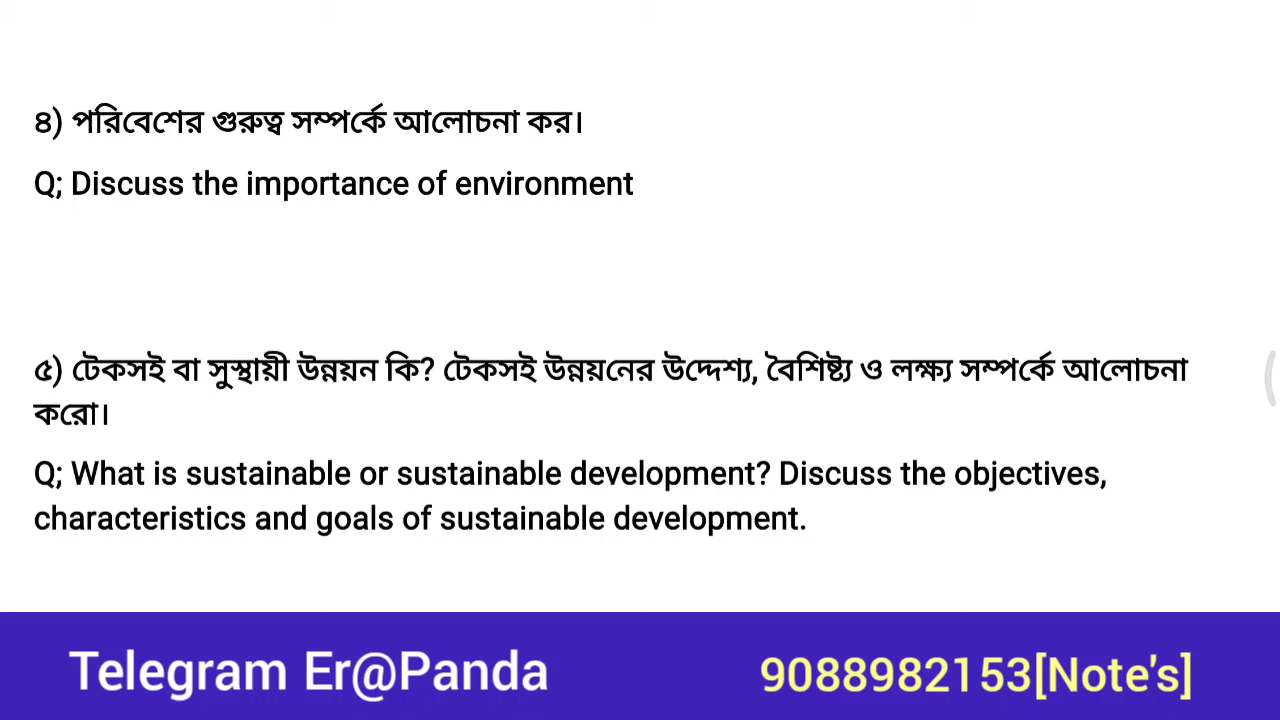 ৪) পরিবেশের গুরুত্ব সম্পর্কে আলোচনা কর।
Q; Discuss the importance of environment
৫) টেকসই বা সুস্থায়ী উন্নয়ন কি? টেকসই উন্নয়নের উদ্দেশ্য, বৈশিষ্ট্য ও লক্ষ্য সম্পর্কে আলোচনা
করো।
Q; What is sustainable or sustainable development? Discuss the objectives,
characteristics and goals of sustainable development.
Telegram Er@Panda 9088982153[Note's]